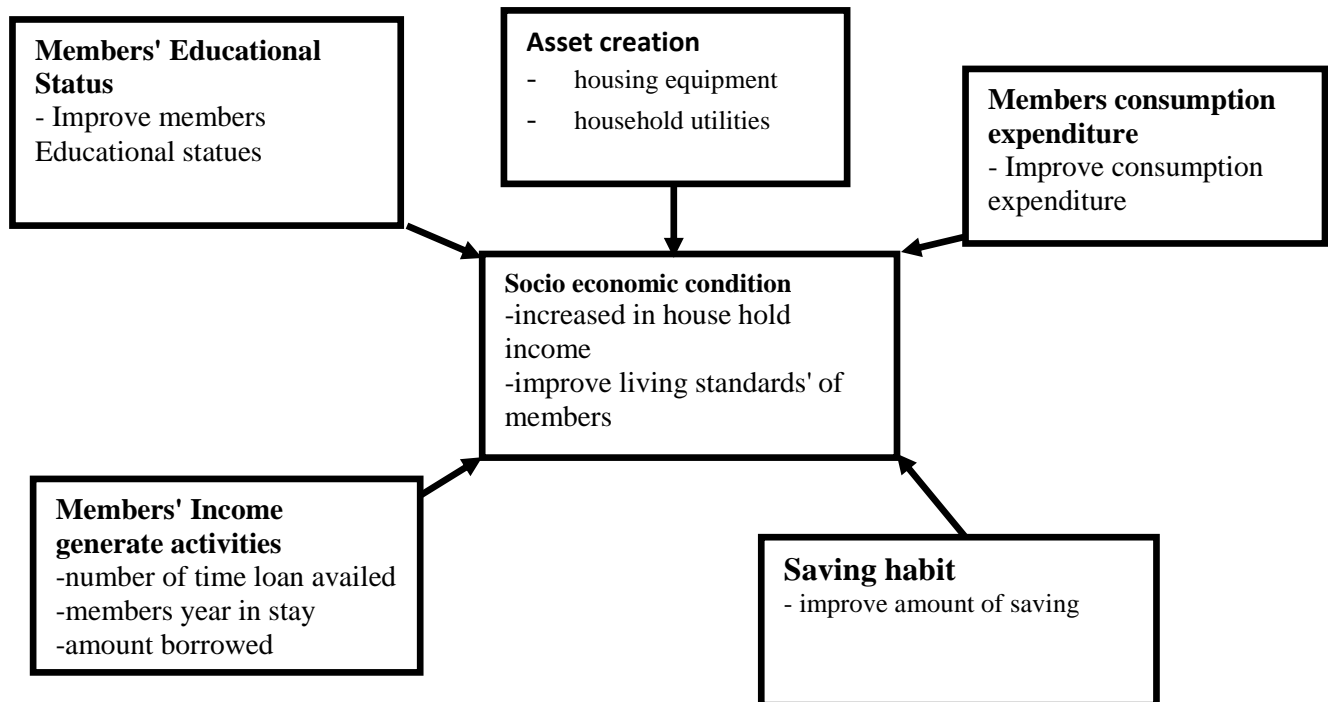 Members' Educational
Status
- Improve members
Educational statues
Asset creation
- housing equipment
- household utilities
Members consumption
expenditure
- Improve consumption
expenditure
Socio economic condition
-increased in house hold
income
-improve living standards' of
members
Members' Income
generate activities
-number of time loan availed
-members year in stay
-amount borrowed
Saving habit
- improve amount of saving